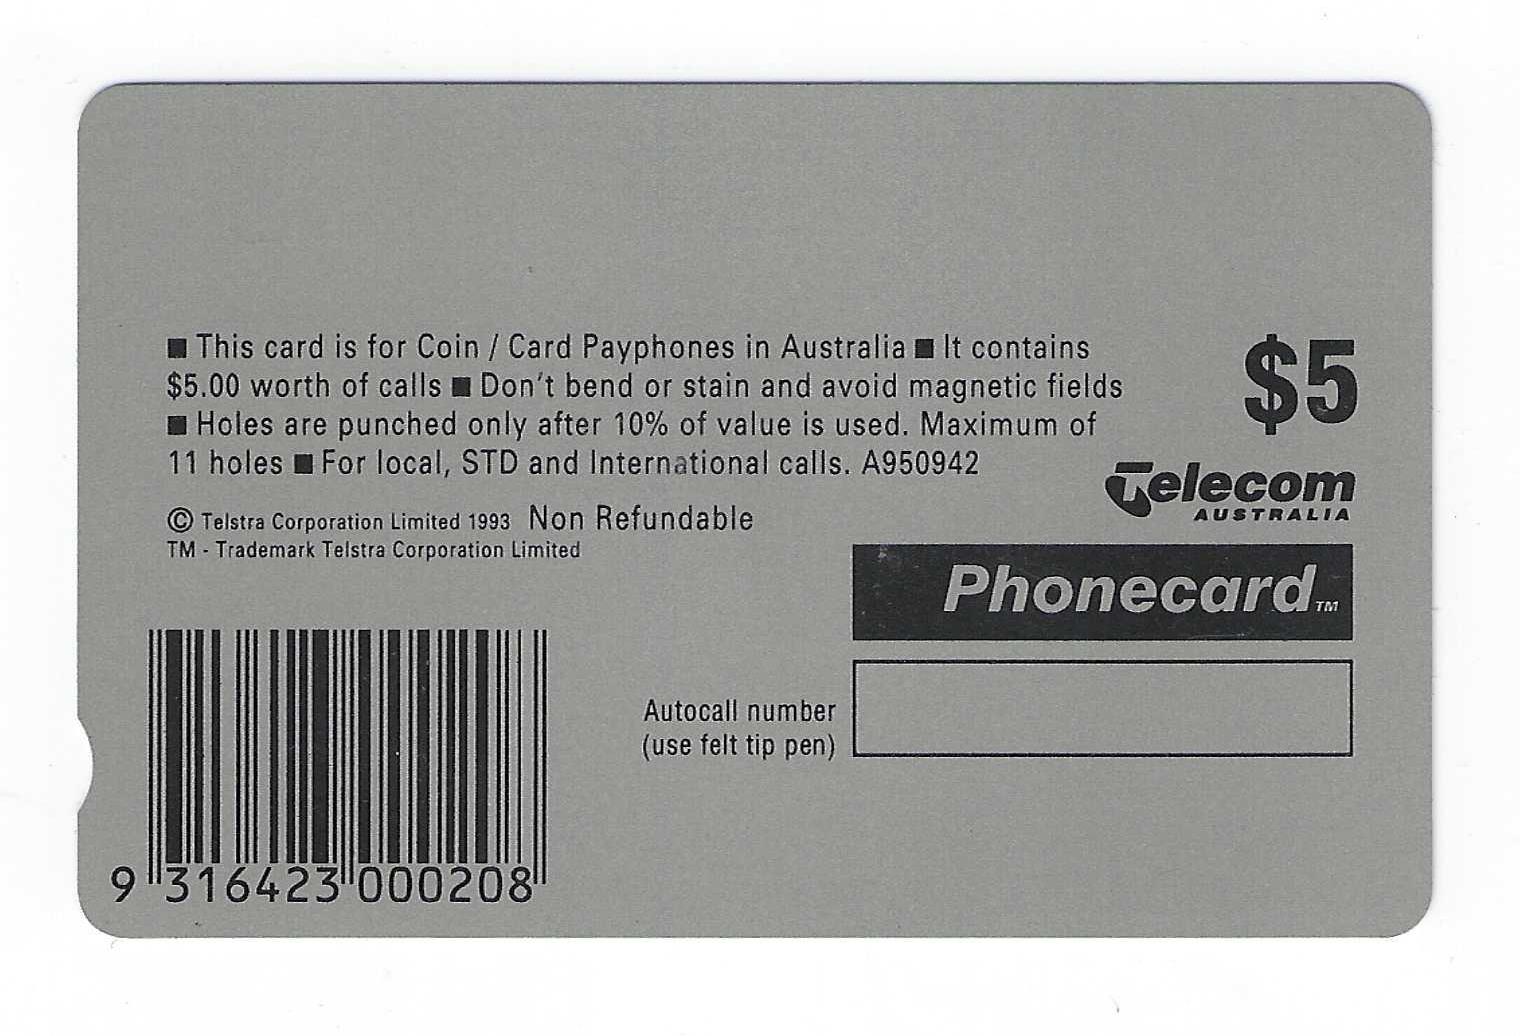 ■ This card is for Coin / Card Payphones in Australia ■ It contains
$5.00 worth of calls ■ Don't bend or stain and avoid magnetic fields
■ Holes are punched only after 10% of value is used. Maximum of
11 holes ■ For local, STD and International calls. A950942
© Telstra Corporation Limited 1993 Non Refundable
TM - Trademark Telstra Corporation Limited
$5
Telecom
AUSTRALIA
Phonecard TM
Autocall number
(use felt tip pen)
9 316423 000208